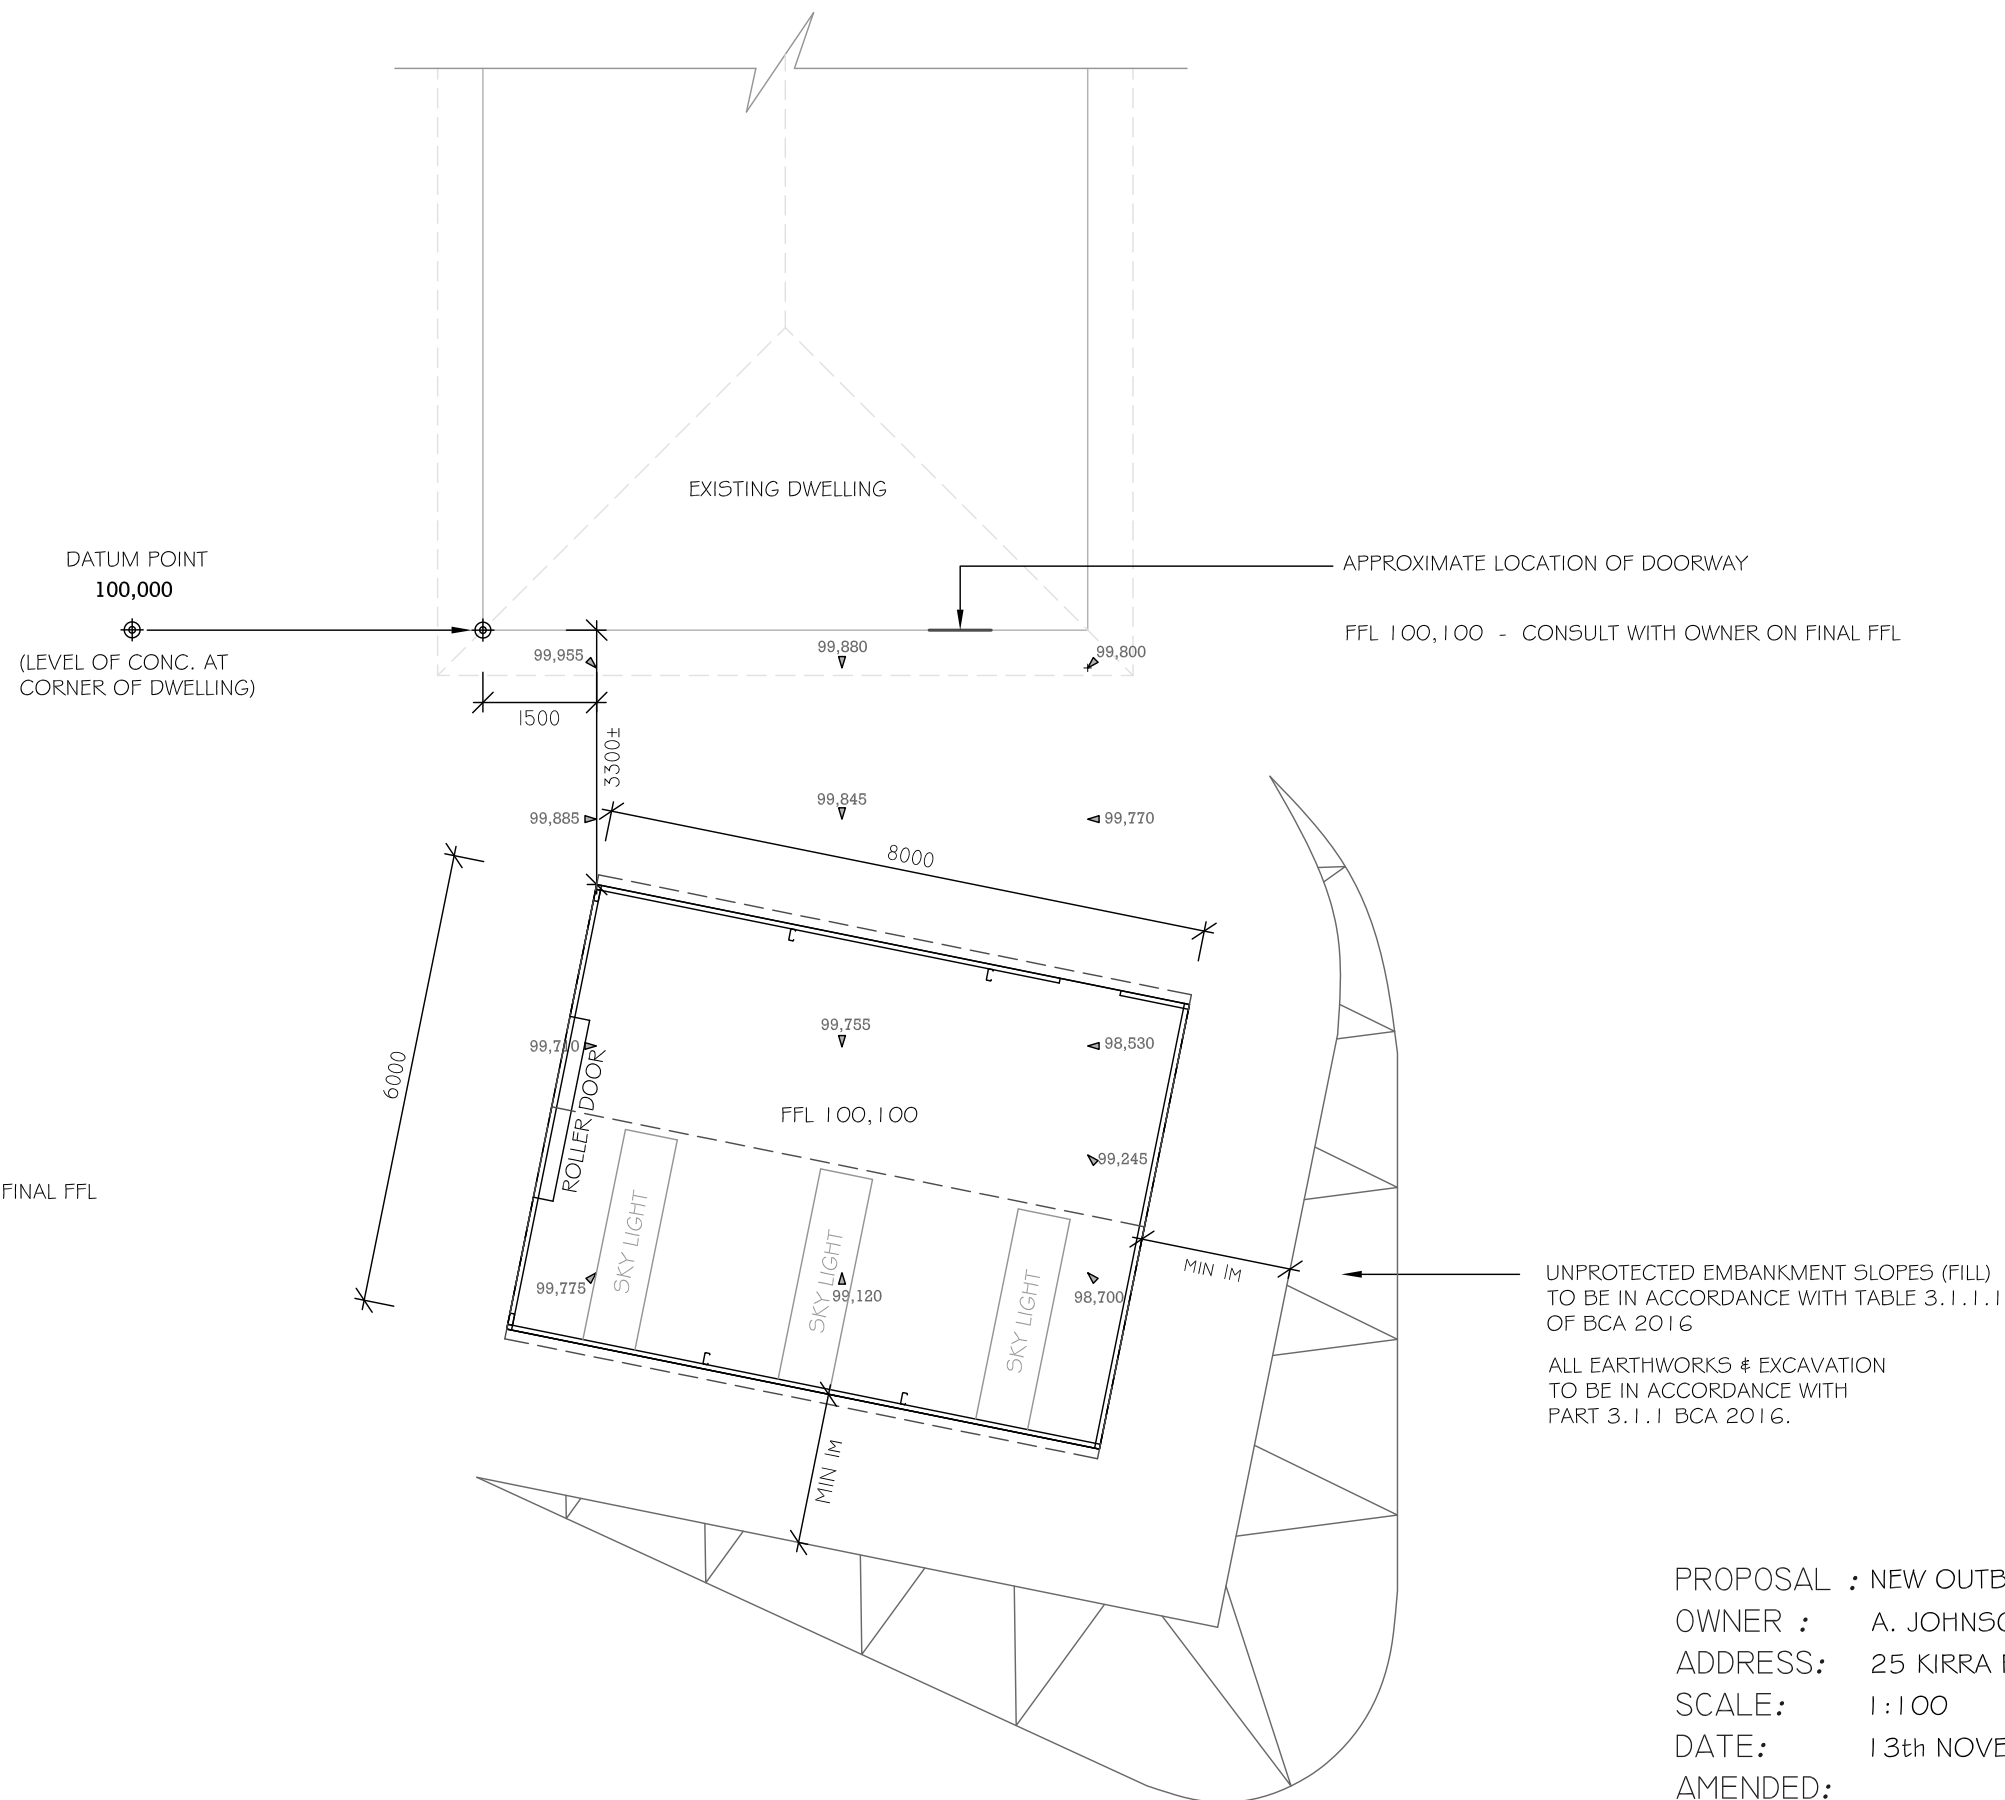 EXISTING DWELLING
DATUM POINT
100,000
(LEVEL OF CONC. AT
CORNER OF DWELLING)
APPROXIMATE LOCATION OF DOORWAY
FFL 100,100 - CONSULT WITH OWNER ON FINAL FFL
99,955
99,880
99,800
1500
3300±
99,885
99,845
99,770
8000
6000
99,710
99,755
98,530
ROLLER DOOR
FFL 100,100
99,245
FINAL FFL
SKY LIGHT
SKY LIGHT
SKY LIGHT
99,775
99,120
98,700
MIN 1M
MIN 1M
UNPROTECTED EMBANKMENT SLOPES (FILL)
TO BE IN ACCORDANCE WITH TABLE 3.1.1.1
OF BCA 2016
ALL EARTHWORKS & EXCAVATION
TO BE IN ACCORDANCE WITH
PART 3.1.1 BCA 2016.
PROPOSAL : NEW
OWNER : A.
ADDRESS: 25 KIRRA
SCALE: 1:100
DATE: 13th
AMENDED: